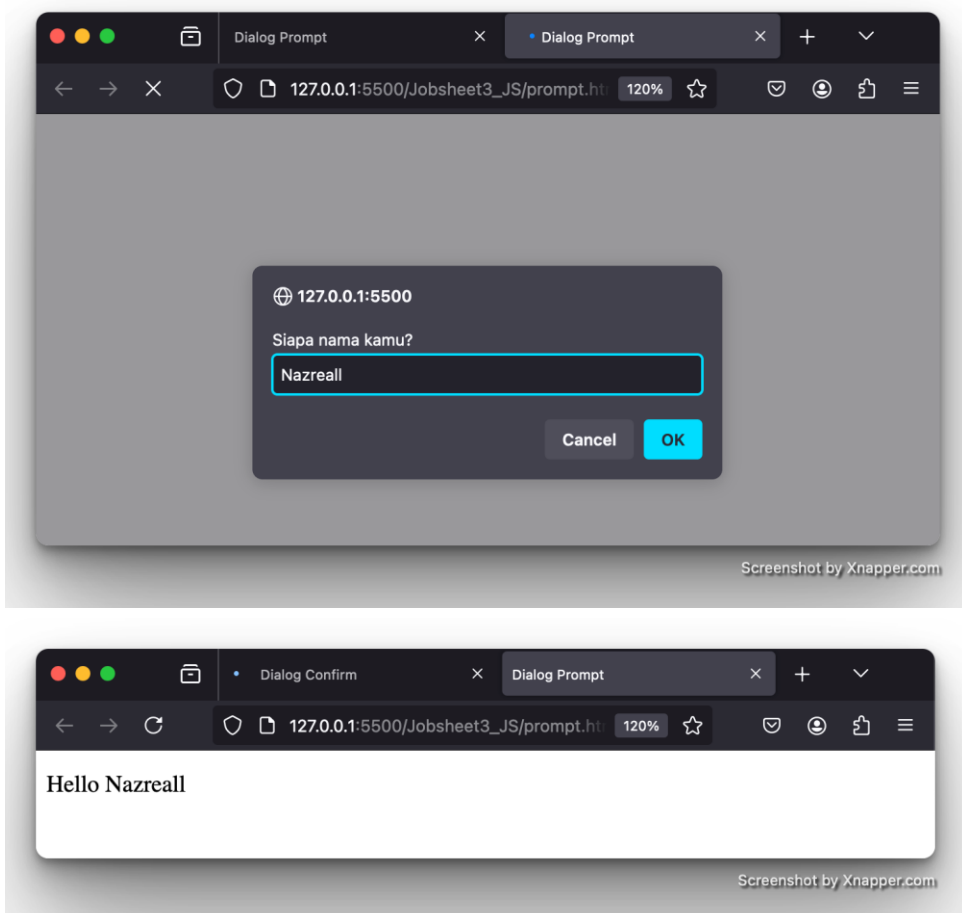 Dialog Prompt
Dialog Prompt
127.0.0.1:5500/Jobsheet3_JS/prompt.ht
120%
127.0.0.1:5500
Siapa nama kamu?
Nazreall
Cancel
OK
Screenshot by Xnapper.com
Dialog Confirm
Dialog Prompt
127.0.0.1:5500/Jobsheet3_JS/prompt.ht
120%
Hello Nazreall
Screenshot by Xnapper.com